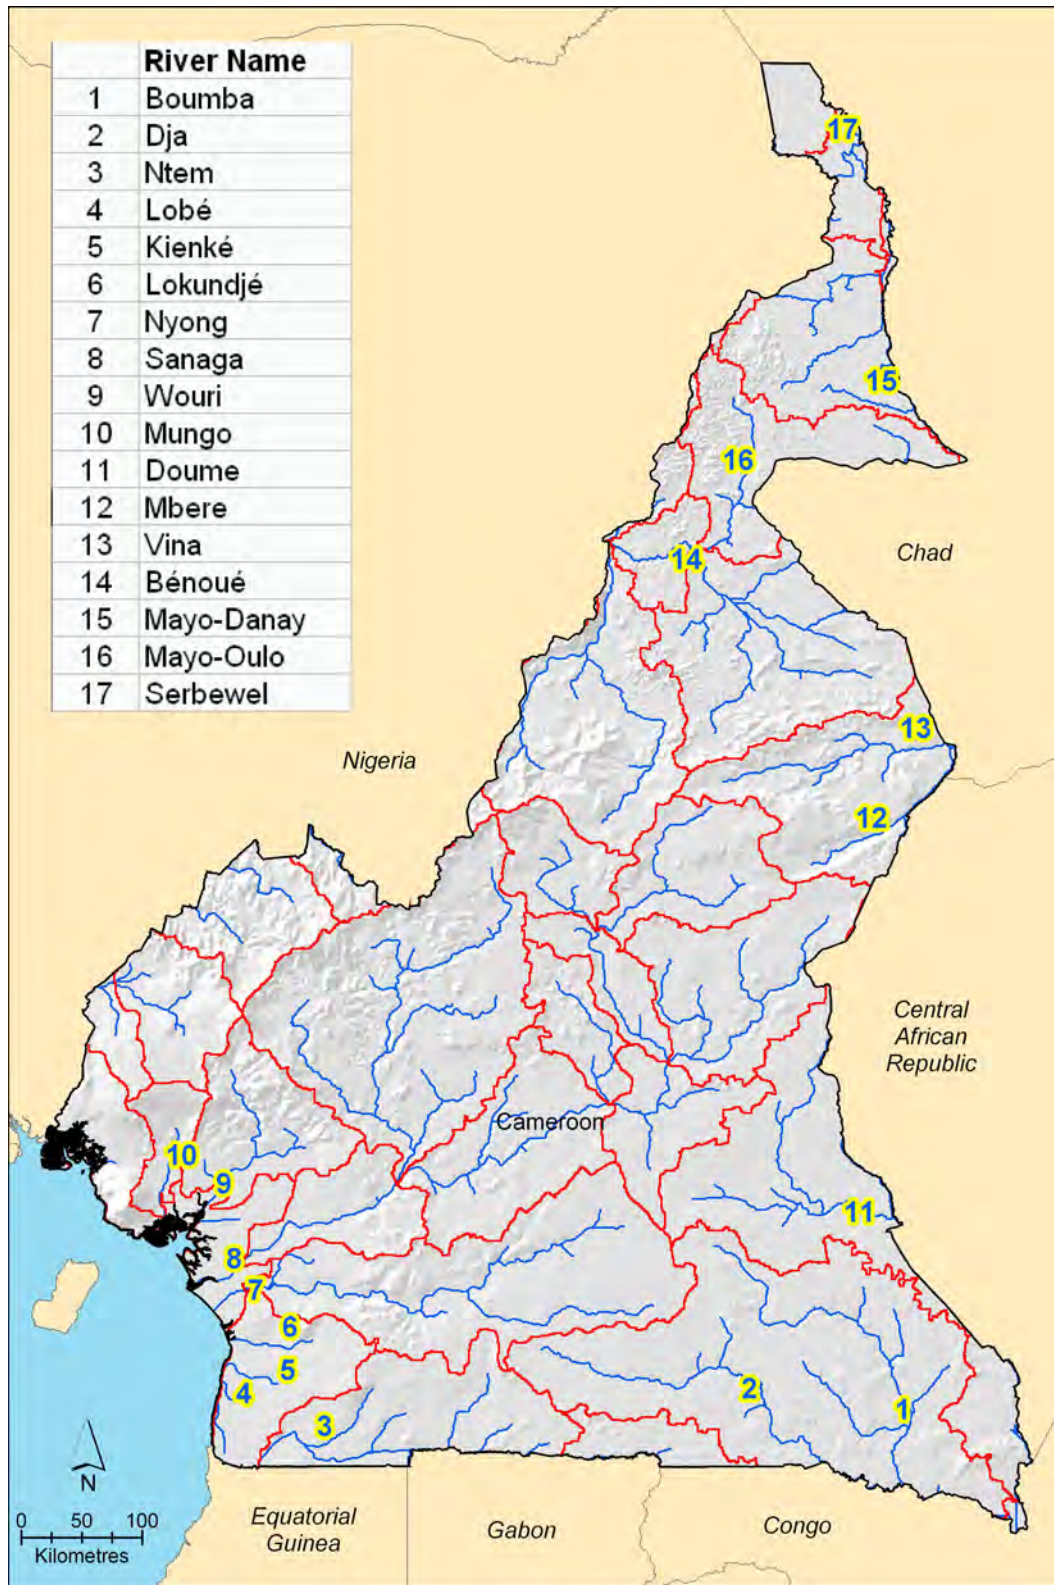 River Name
1 Boumba
2 Dja
3 Ntem
4 Lobé
5 Kienké
6 Lokundjé
7 Nyong
8 Sanaga
9 Wouri
10 Mungo
11 Doume
12 Mbere
13 Vina
14 Bénoué
15 Mayo-Danay
16 Mayo-Oulo
17 Serbewel
17
15
16
14
Chad
13
Nigeria
12
Central
African
Republic
Cameroon
10
9
11
8
7
6
5
4
2
1
3
N
0 50 100
Kilometres
Equatorial
Guinea
Gabon
Congo